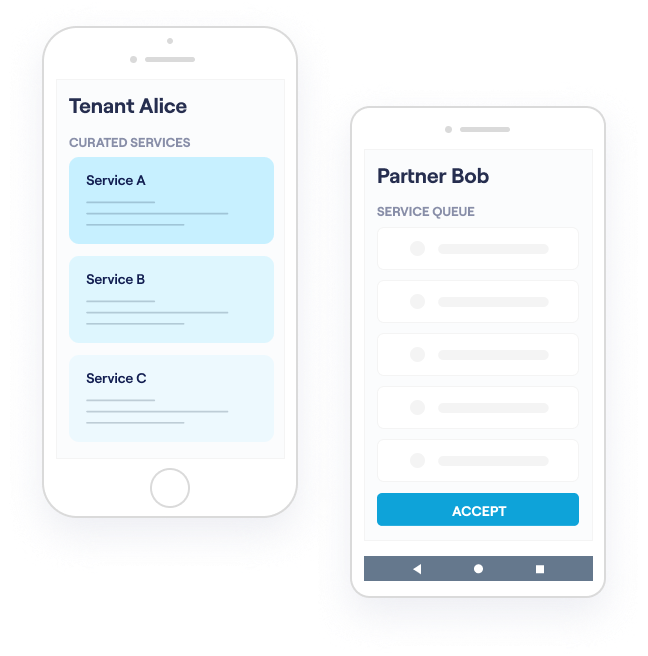 Tenant Alice
CURATED SERVICES
Service A
Service B
Service C
Partner Bob
SERVICE QUEUE
ACCEPT